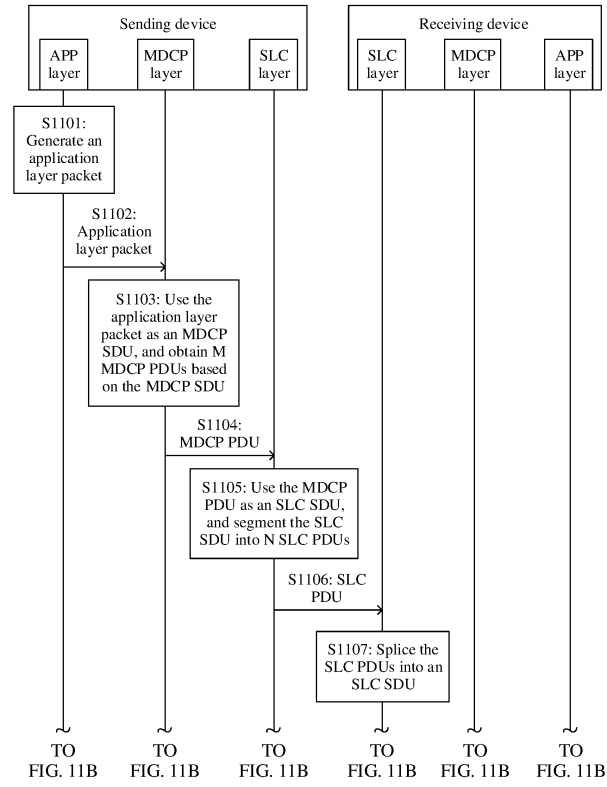 Sending device
Receiving device
APP
layer
MDCP
layer
SLC
layer
SLC
layer
MDCP
layer
APP
layer
S1101:
Generate an
application
layer packet
S1102:
Application
layer packet
S1103: Use the
application layer
packet as an MDCP
SDU, and obtain M
MDCP PDUs based
on the MDCP SDU
S1104:
MDCP PDU
S1105: Use the MDCP
PDU as an SLC SDU,
and segment the SLC
SDU into N SLC PDUs
S1106: SLC
PDU
S1107: Splice the
SLC PDUs into an
SLC SDU
TO
FIG. 11B
TO
FIG. 11B
TO
FIG. 11B
TO
FIG. 11B
TO
FIG. 11B
TO
FIG. 11B